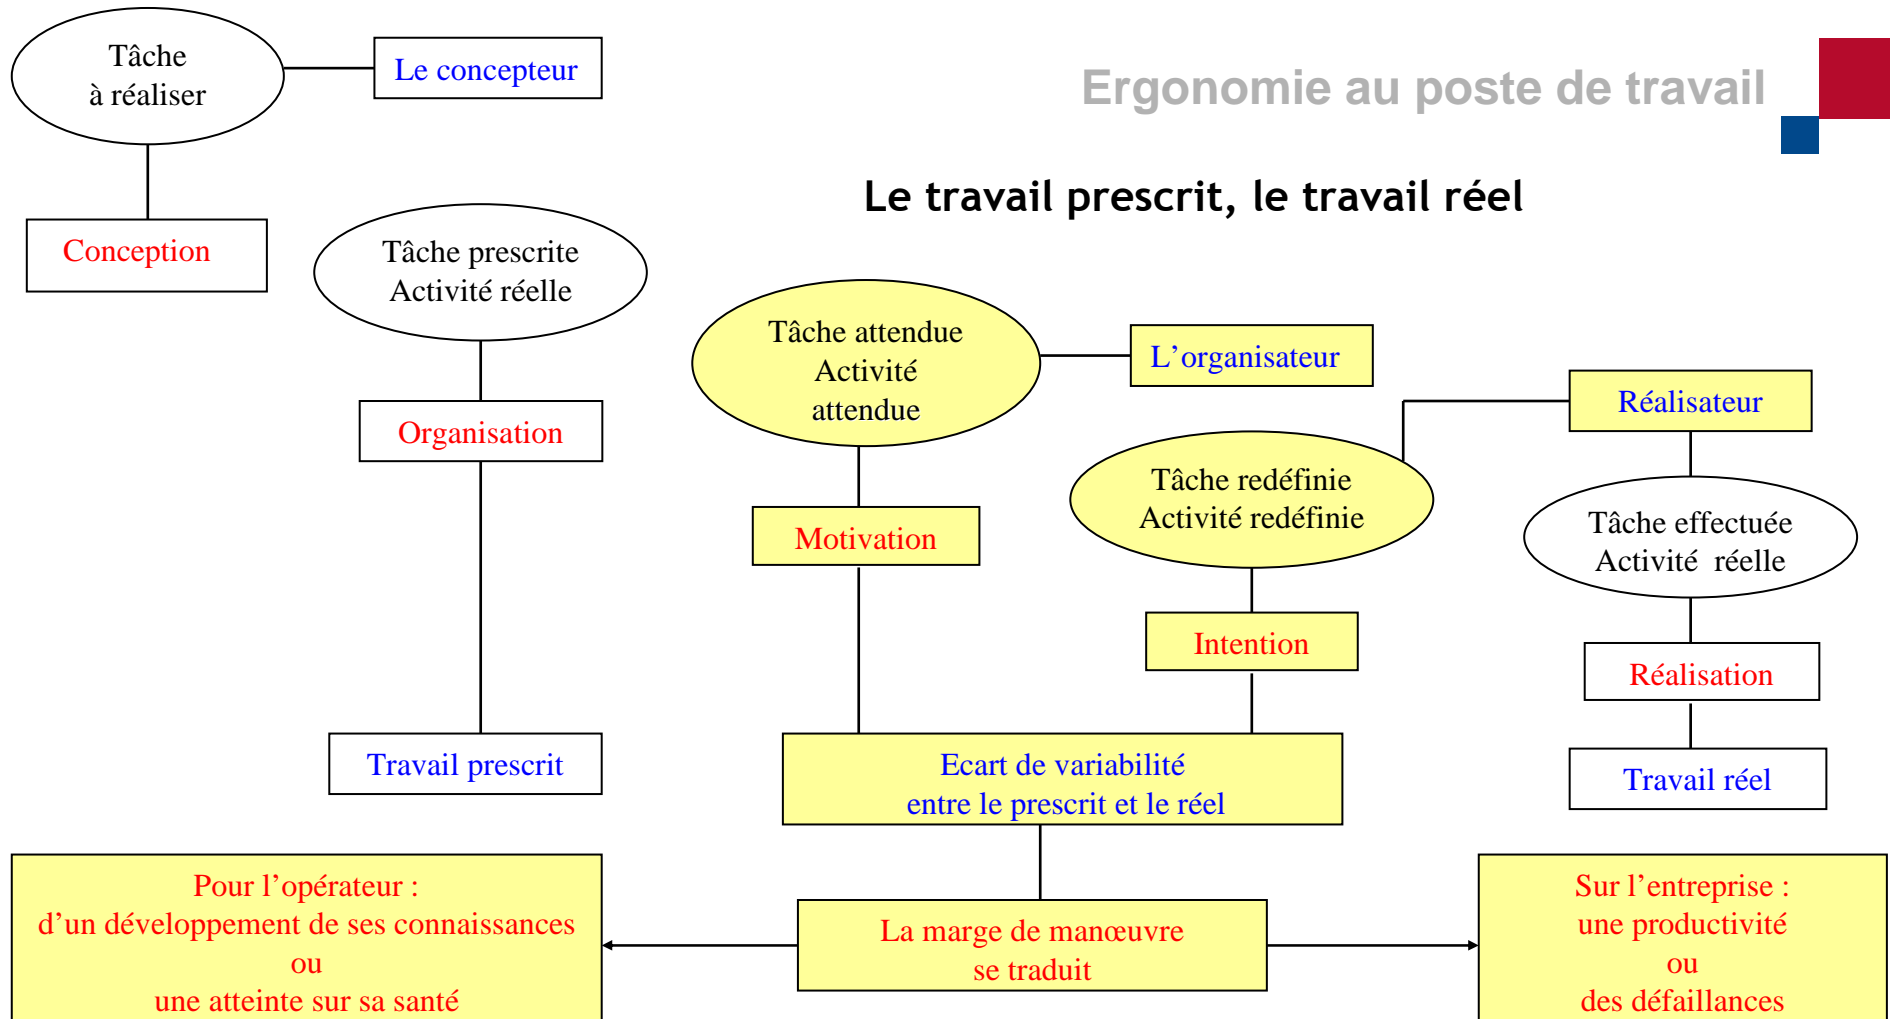 Tâche
à réaliser
Le concepteur
Ergonomie au poste de travail
Le travail prescrit, le travail réel
Conception
Tâche prescrite
Activité réelle
Tâche attendue
Activité
attendue
L’organisateur
Réalisateur
Organisation
Tâche redéfinie
Activité redéfinie
Motivation
Tâche effectuée
Activité réelle
Intention
Réalisation
Travail prescrit
Ecart de variabilité
entre le prescrit et le réel
Travail réel
Pour l’opérateur :
d’un développement de ses connaissances
ou
une atteinte sur sa santé
La marge de manœuvre
se traduit
Sur l’entreprise :
une productivité
ou
des défaillances